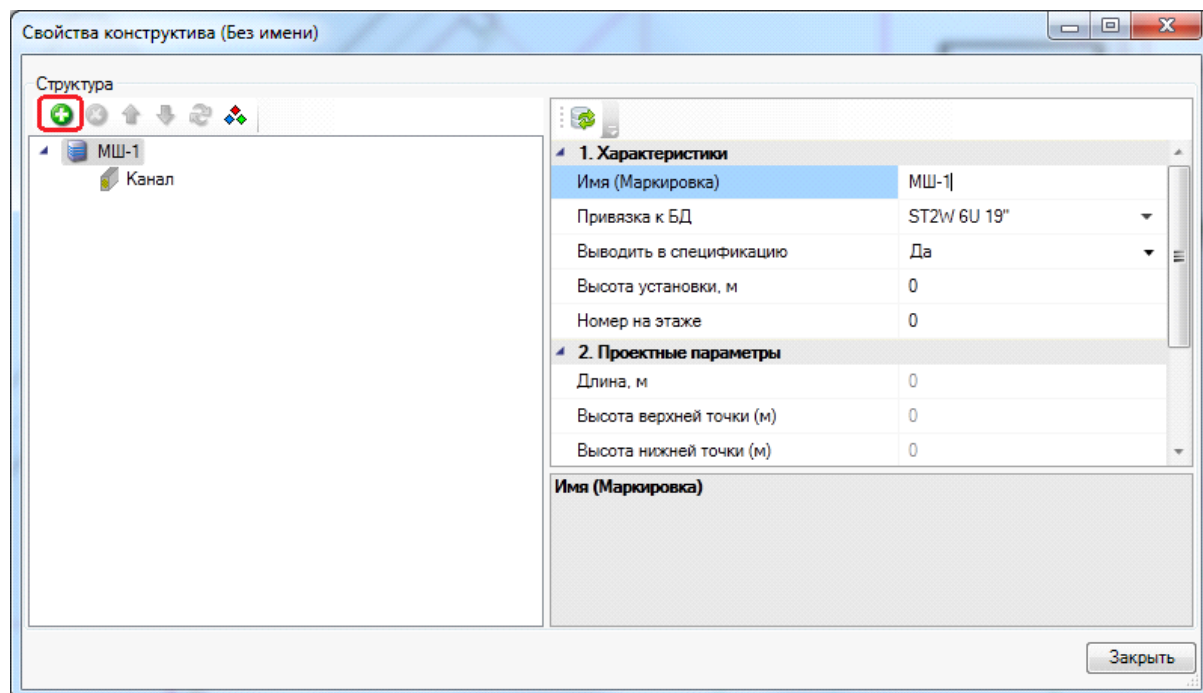 Свойства конструктива (Без имени)
Структура
МШ-1
Канал
1. Характеристики
Имя (Маркировка) МШ-1
Привязка к БД ST2W 6U 19"
Выводить в спецификацию Да
Высота установки, м 0
Номер на этаже 0
2. Проектные параметры
Длина, м 0
Высота верхней точки (м) 0
Высота нижней точки (м) 0
Имя (Маркировка)
Закрыть